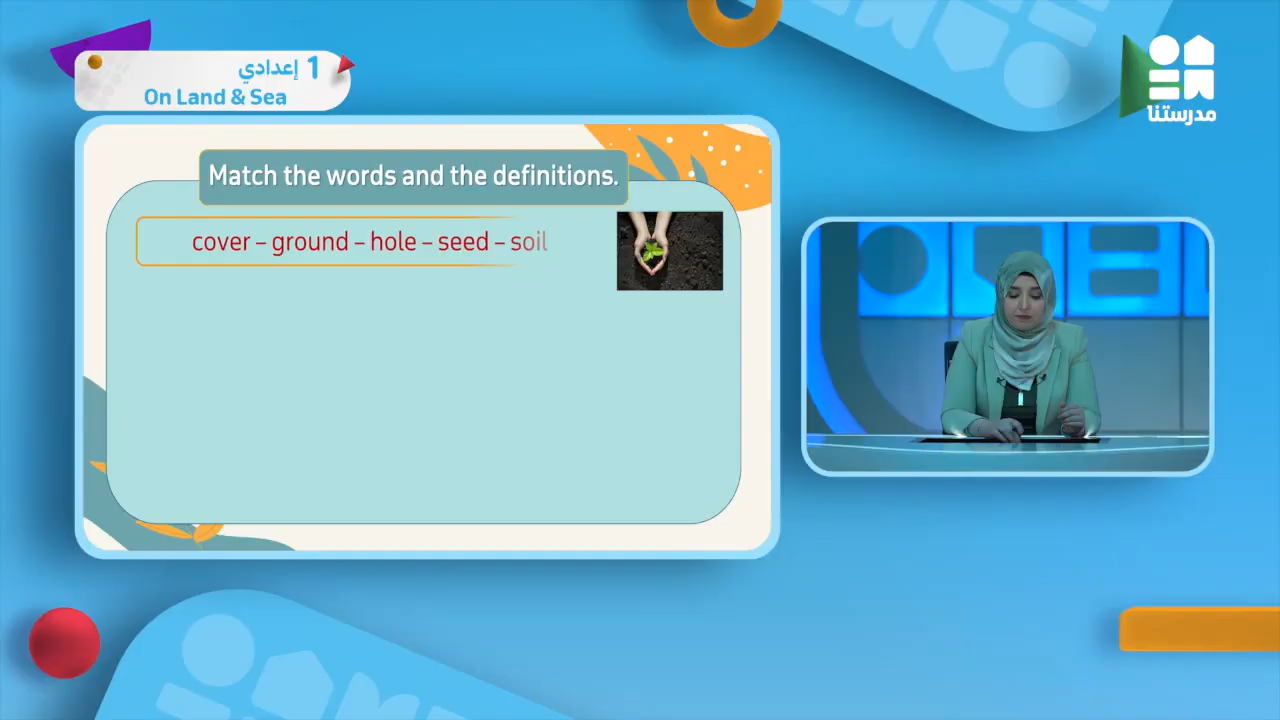 1 إعدادي
On Land & Sea
مدرستنا
Match the words and the definitions.
cover – ground – hole – seed – soil